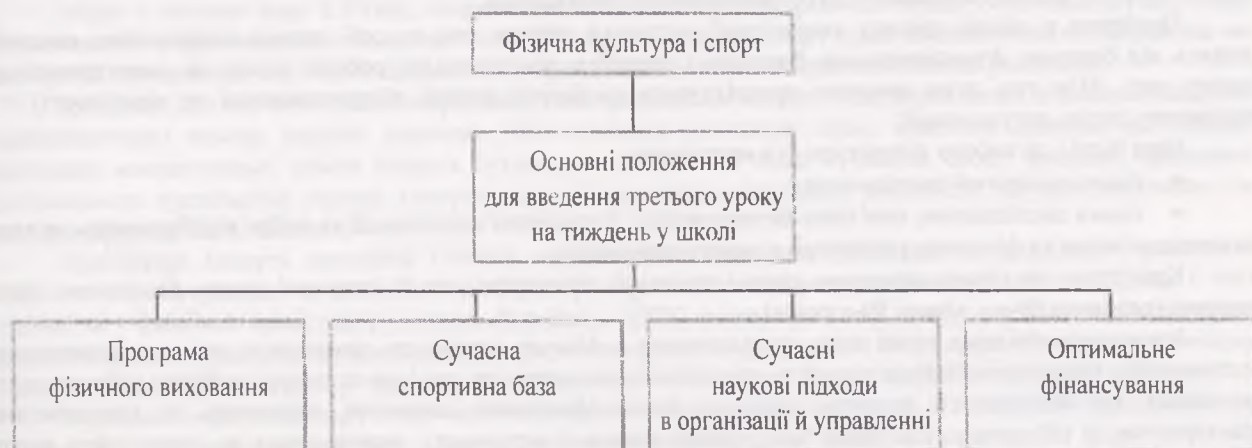 Фізична культура і спорт
Основні положення
для введення третього уроку
на тиждень у школі
Програма
фізичного виховання
Сучасна
спортивна база
Сучасні
наукові підходи
в організації й управлінні
Оптимальне
фінансування